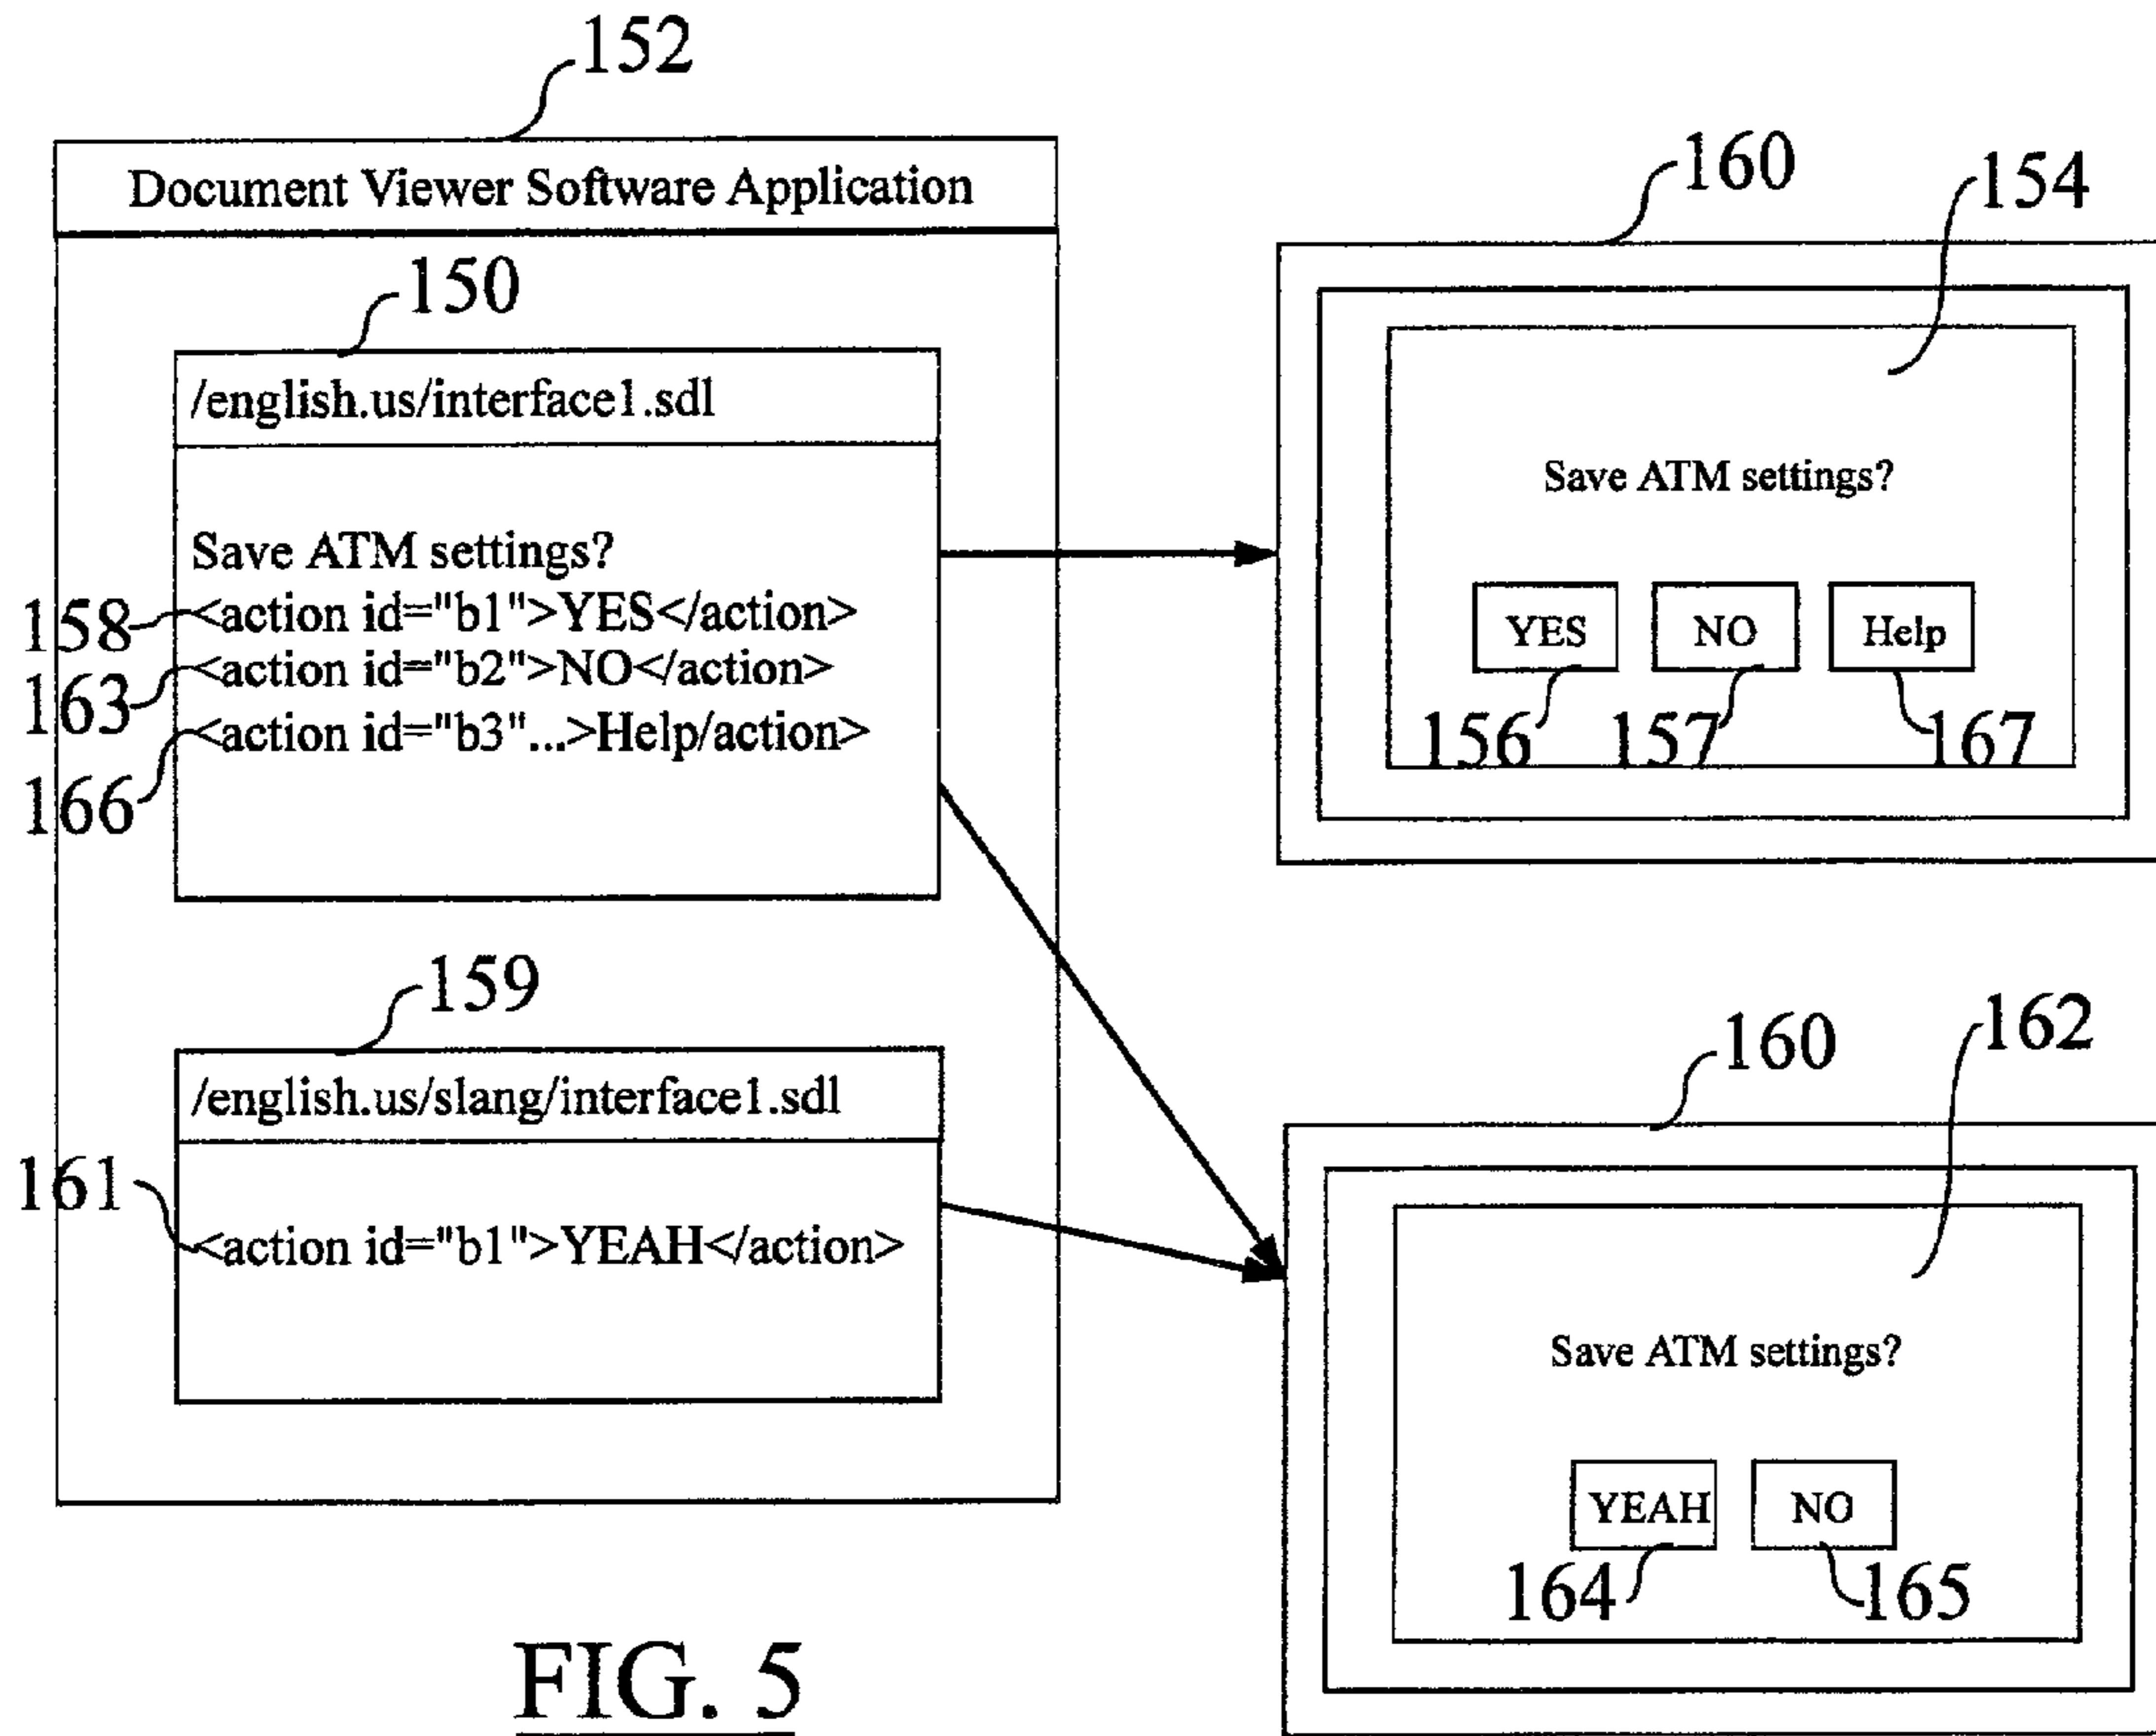 152
Document Viewer Software Application
150
/english.us/interface1.sdl
Save ATM settings?
158
<action id="b1">YES</action>
163
<action id="b2">NO</action>
166
<action id="b3"...>Help/action>
159
/english.us/slang/interface1.sdl
161
<action id="b1">YEAH</action>
160
154
Save ATM settings?
YES NO Help
156 157 167
160
162
Save ATM settings?
YEAH NO
164 165
FIG. 5